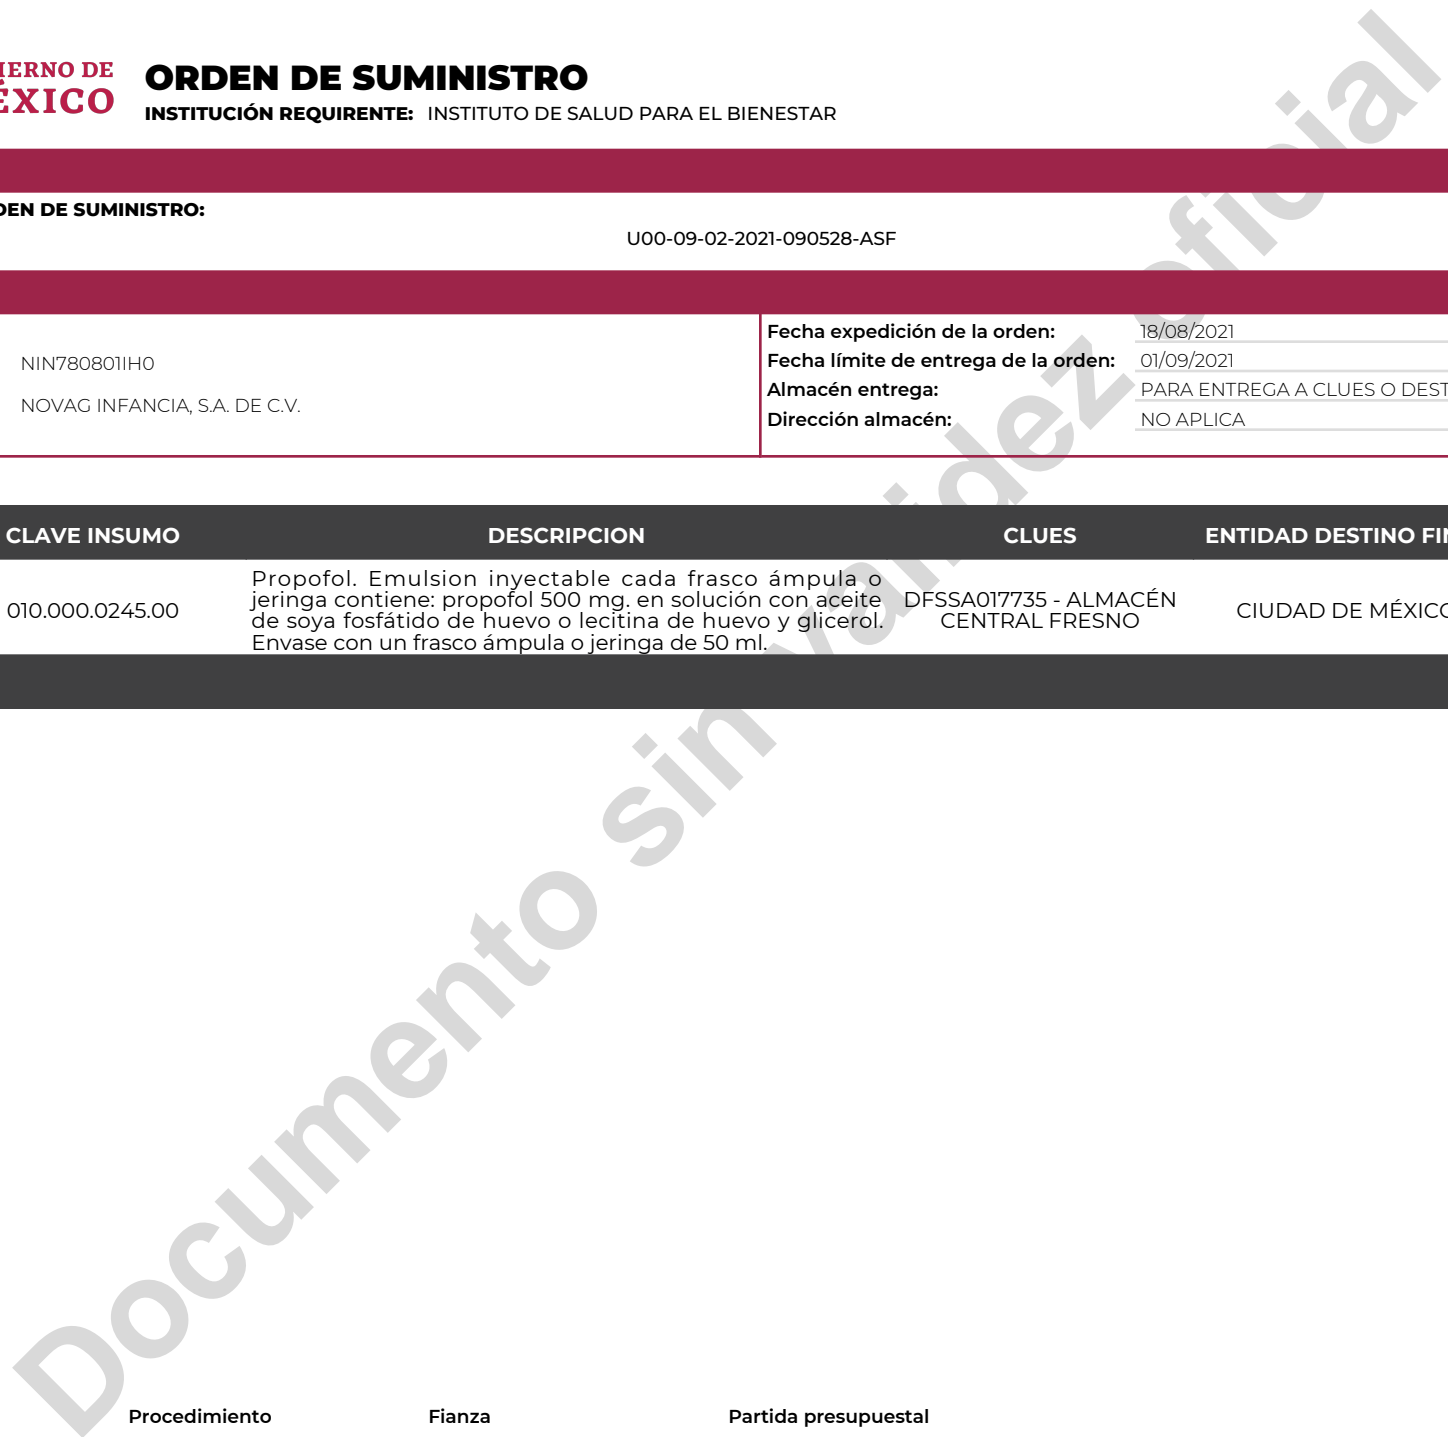 IERNO DE
ÉXICO
ORDEN DE SUMINISTRO
INSTITUCIÓN REQUIRENTE: INSTITUTO DE SALUD PARA EL BIENESTAR
DEN DE SUMINISTRO:
U00-09-02-2021-090528-ASF
NIN780801IH0
NOVAG INFANCIA, S.A. DE C.V.
Fecha expedición de la orden: 18/08/2021
Fecha límite de entrega de la orden: 01/09/2021
Almacén entrega: PARA ENTREGA A CLUES O DEST
Dirección almacén: NO APLICA
CLAVE INSUMO DESCRIPCION CLUES ENTIDAD DESTINO FIN
010.000.0245.00
Propofol. Emulsion inyectable cada frasco ámpula o
jeringa contiene: propofol 500 mg. en solución con aceite
de soya fosfátido de huevo o lecitina de huevo y glicerol.
Envase con un frasco ámpula o jeringa de 50 ml.
DFSSA017735 - ALMACÉN
CENTRAL FRESNO
CIUDAD DE MÉXICO
Documento sin validez oficial
Procedimiento Fianza Partida presupuestal